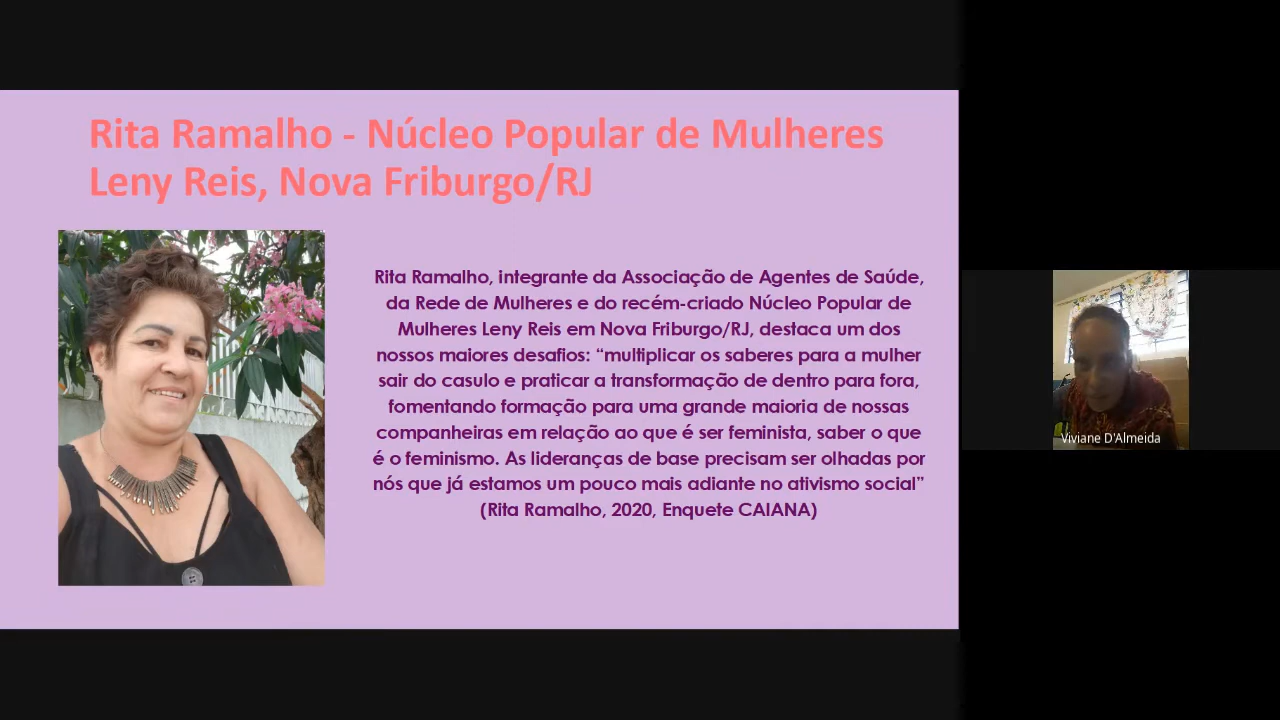 Rita Ramalho - Núcleo Popular de Mulheres
Leny Reis, Nova Friburgo/RJ
Rita Ramalho, integrante da Associação de Agentes de Saúde,
da Rede de Mulheres e do recém-criado Núcleo Popular de
Mulheres Leny Reis em Nova Friburgo/RJ, destaca um dos
nossos maiores desafios: “multiplicar os saberes para a mulher
sair do casulo e praticar a transformação de dentro para fora,
fomentando formação para uma grande maioria de nossas
companheiras em relação ao que é ser feminista, saber o que
é o feminismo. As lideranças de base precisam ser olhadas por
nós que já estamos um pouco mais adiante no ativismo social”
(Rita Ramalho, 2020, Enquete CAIANA)
Viviane D'Almeida